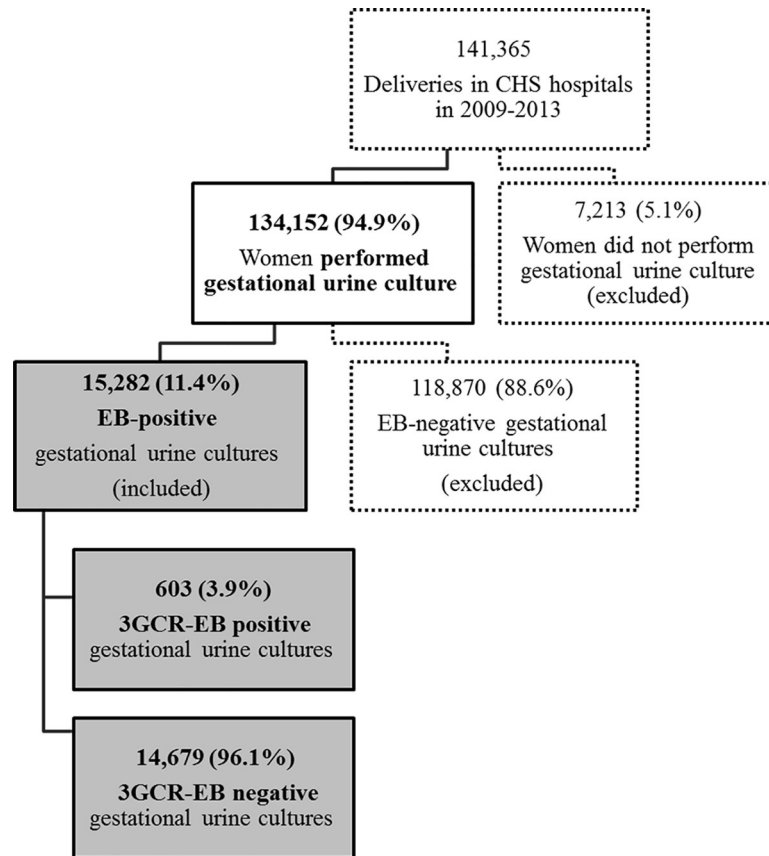 141,365
Deliveries in CHS hospitals
in 2009-2013
134,152 (94.9%)
Women performed
gestational urine culture
7,213 (5.1%)
Women did not perform
gestational urine culture
(excluded)
15,282 (11.4%)
EB-positive
gestational urine cultures
(included)
118,870 (88.6%)
EB-negative gestational
urine cultures
(excluded)
603 (3.9%)
3GCR-EB positive
gestational urine cultures
14,679 (96.1%)
3GCR-EB negative
gestational urine cultures